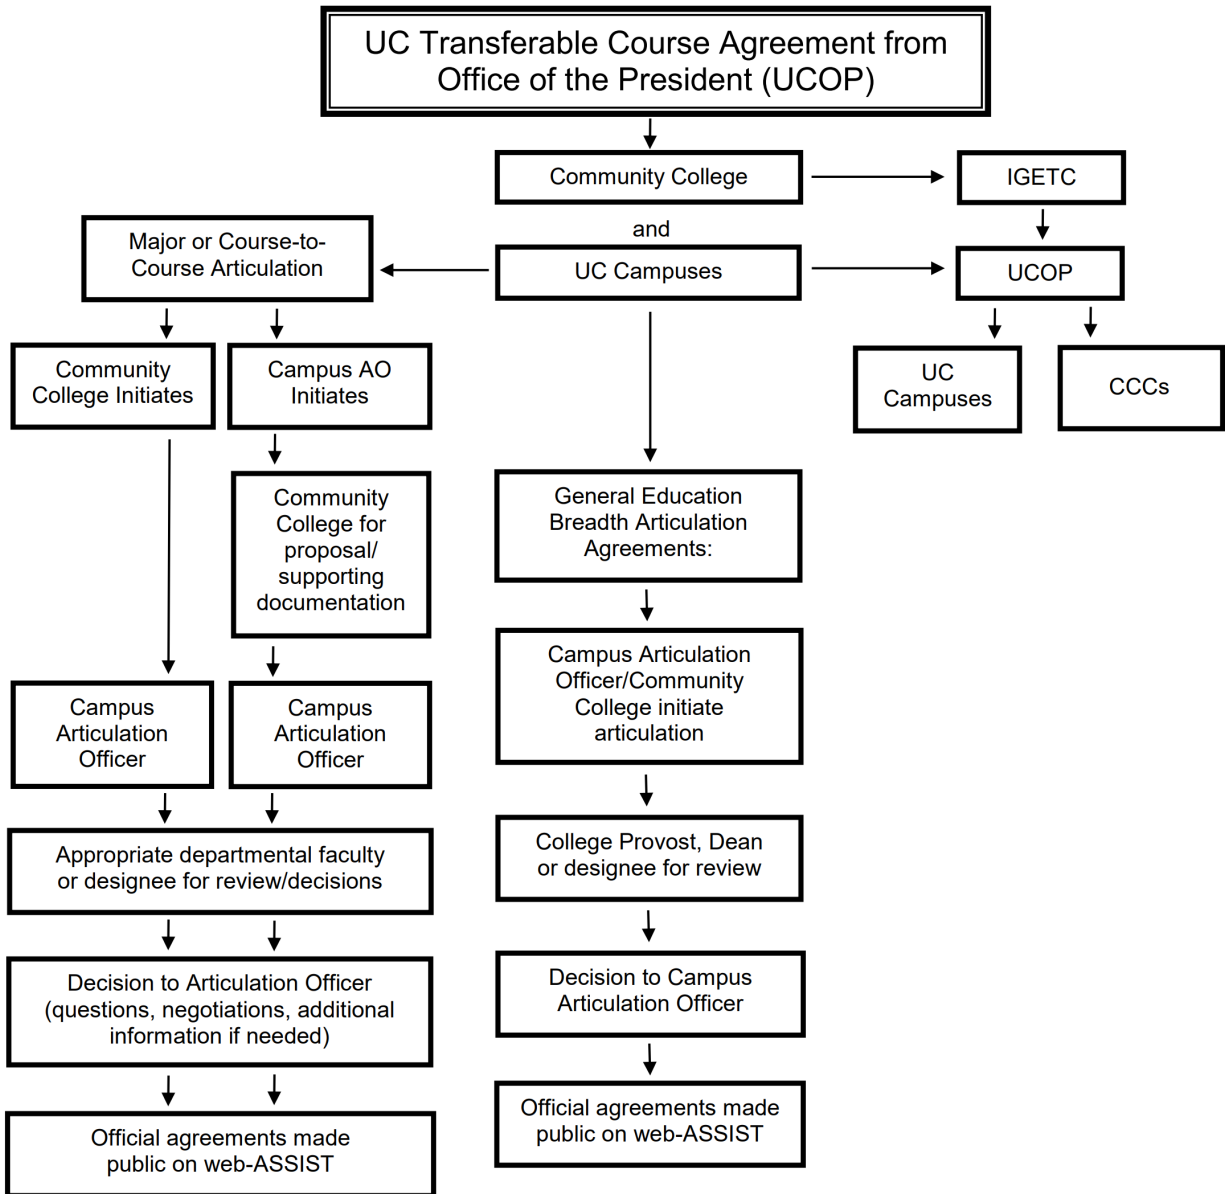 UC Transferable Course Agreement from
Office of the President (UCOP)
Community College
IGETC
and
Major or Course-to-
Course Articulation
UC Campuses
UCOP
Community
College Initiates
Campus AO
Initiates
UC
Campuses
CCCs
Community
College for
proposal/
supporting
documentation
General Education
Breadth Articulation
Agreements:
Campus
Articulation
Officer
Campus
Articulation
Officer
Campus Articulation
Officer/Community
College initiate
articulation
Appropriate departmental faculty
or designee for review/decisions
College Provost, Dean
or designee for review
Decision to Articulation Officer
(questions, negotiations, additional
information if needed)
Decision to Campus
Articulation Officer
Official agreements made
public on web-ASSIST
Official agreements made
public on web-ASSIST